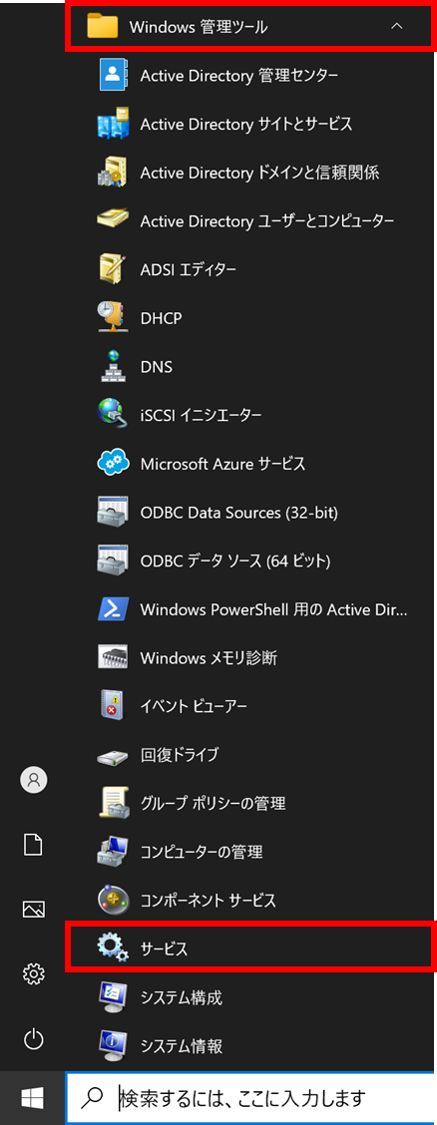 Windows 管理ツール
Active Directory 管理センター
Active Directory サイトとサービス
Active Directory ドメインと信頼関係
Active Directory ユーザーとコンピューター
ADSI エディター
DHCP
DNS
iSCSI イニシエーター
Microsoft Azure サービス
ODBC Data Sources (32-bit)
ODBC データ ソース (64 ビット)
Windows PowerShell 用の Active Dir...
Windows メモリ診断
イベント ビューアー
回復ドライブ
グループ ポリシーの管理
コンピューターの管理
コンポーネント サービス
サービス
システム構成
システム情報
検索するには、ここに入力します